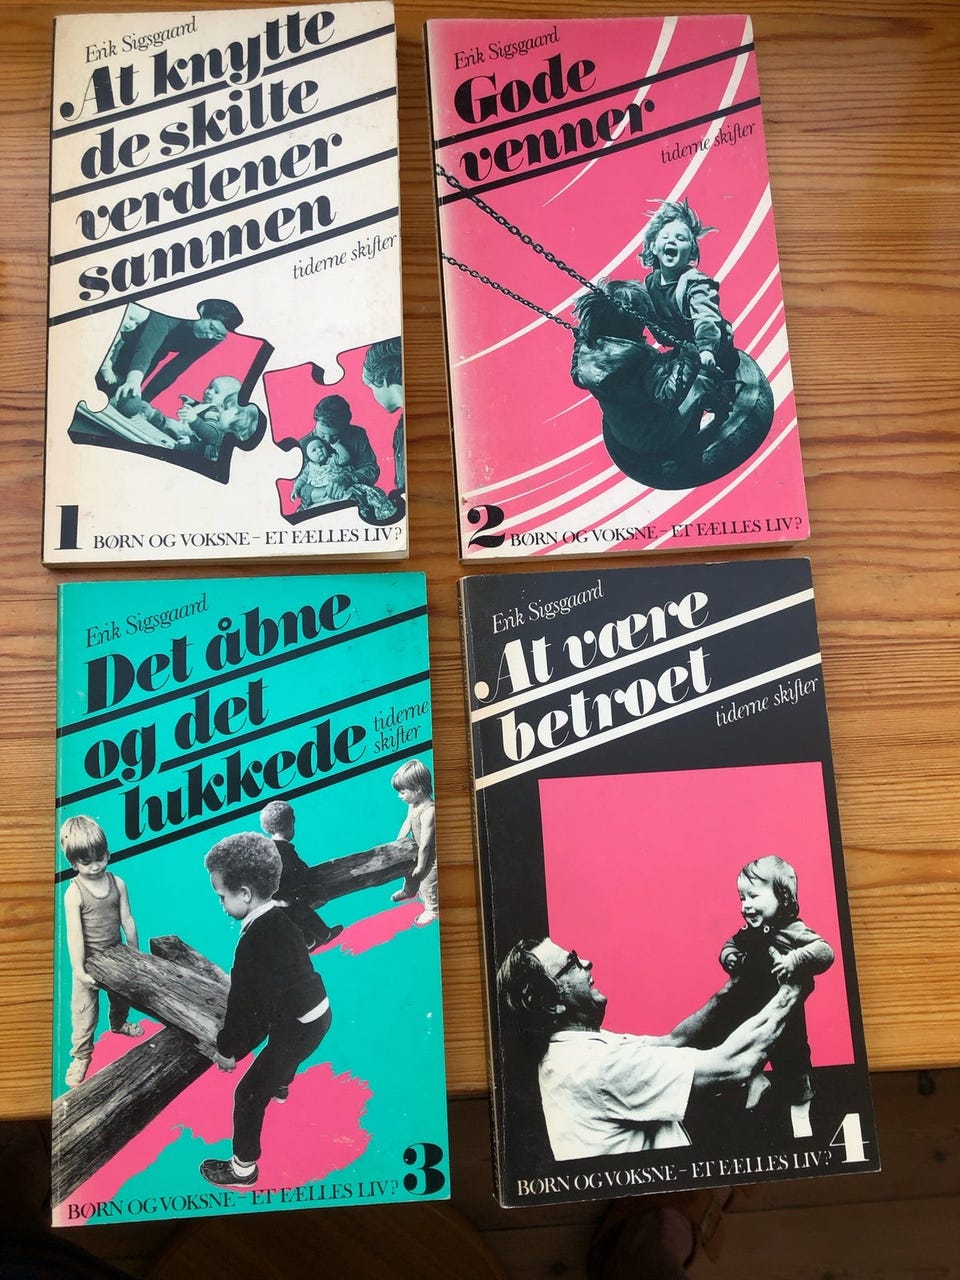 Erik Sigsgaard
At knytte
de skilte
verdener
sammen
tiderne skifter
1 BØRN OG VOKSNE – ET FÆLLES LIV?
Erik Sigsgaard
Gode
venner
tiderne skifter
2 BØRN OG VOKSNE – ET FÆLLES LIV?
Erik Sigsgaard
Det åbne
og det
lukkede
tiderne
skifter
BØRN OG VOKSNE – ET FÆLLES LIV? 3
Erik Sigsgaard
At være
betroet
tiderne skifter
BØRN OG VOKSNE – ET FÆLLES LIV? 4